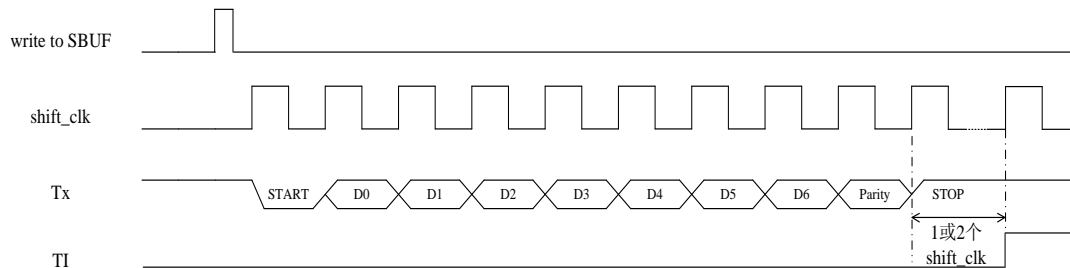 write to SBUF
shift_clk
Tx
START D0 D1 D2 D3 D4 D5 D6 Parity STOP
1或2个
shift_clk
TI